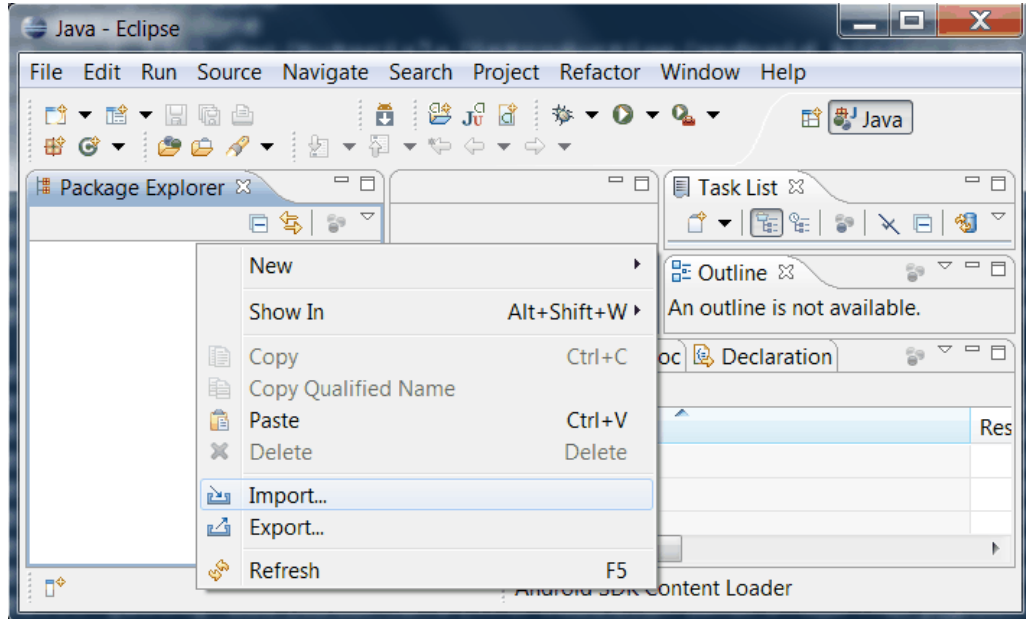 Java - Eclipse
File Edit Run Source Navigate Search Project Refactor Window Help
Java
Package Explorer
Task List
New
Outline
Show In Alt+Shift+W
An outline is not available.
Copy Ctrl+C
oc Declaration
Copy Qualified Name
Paste Ctrl+V
Res
Delete Delete
Import...
Export...
Refresh F5
Android SDK Content Loader